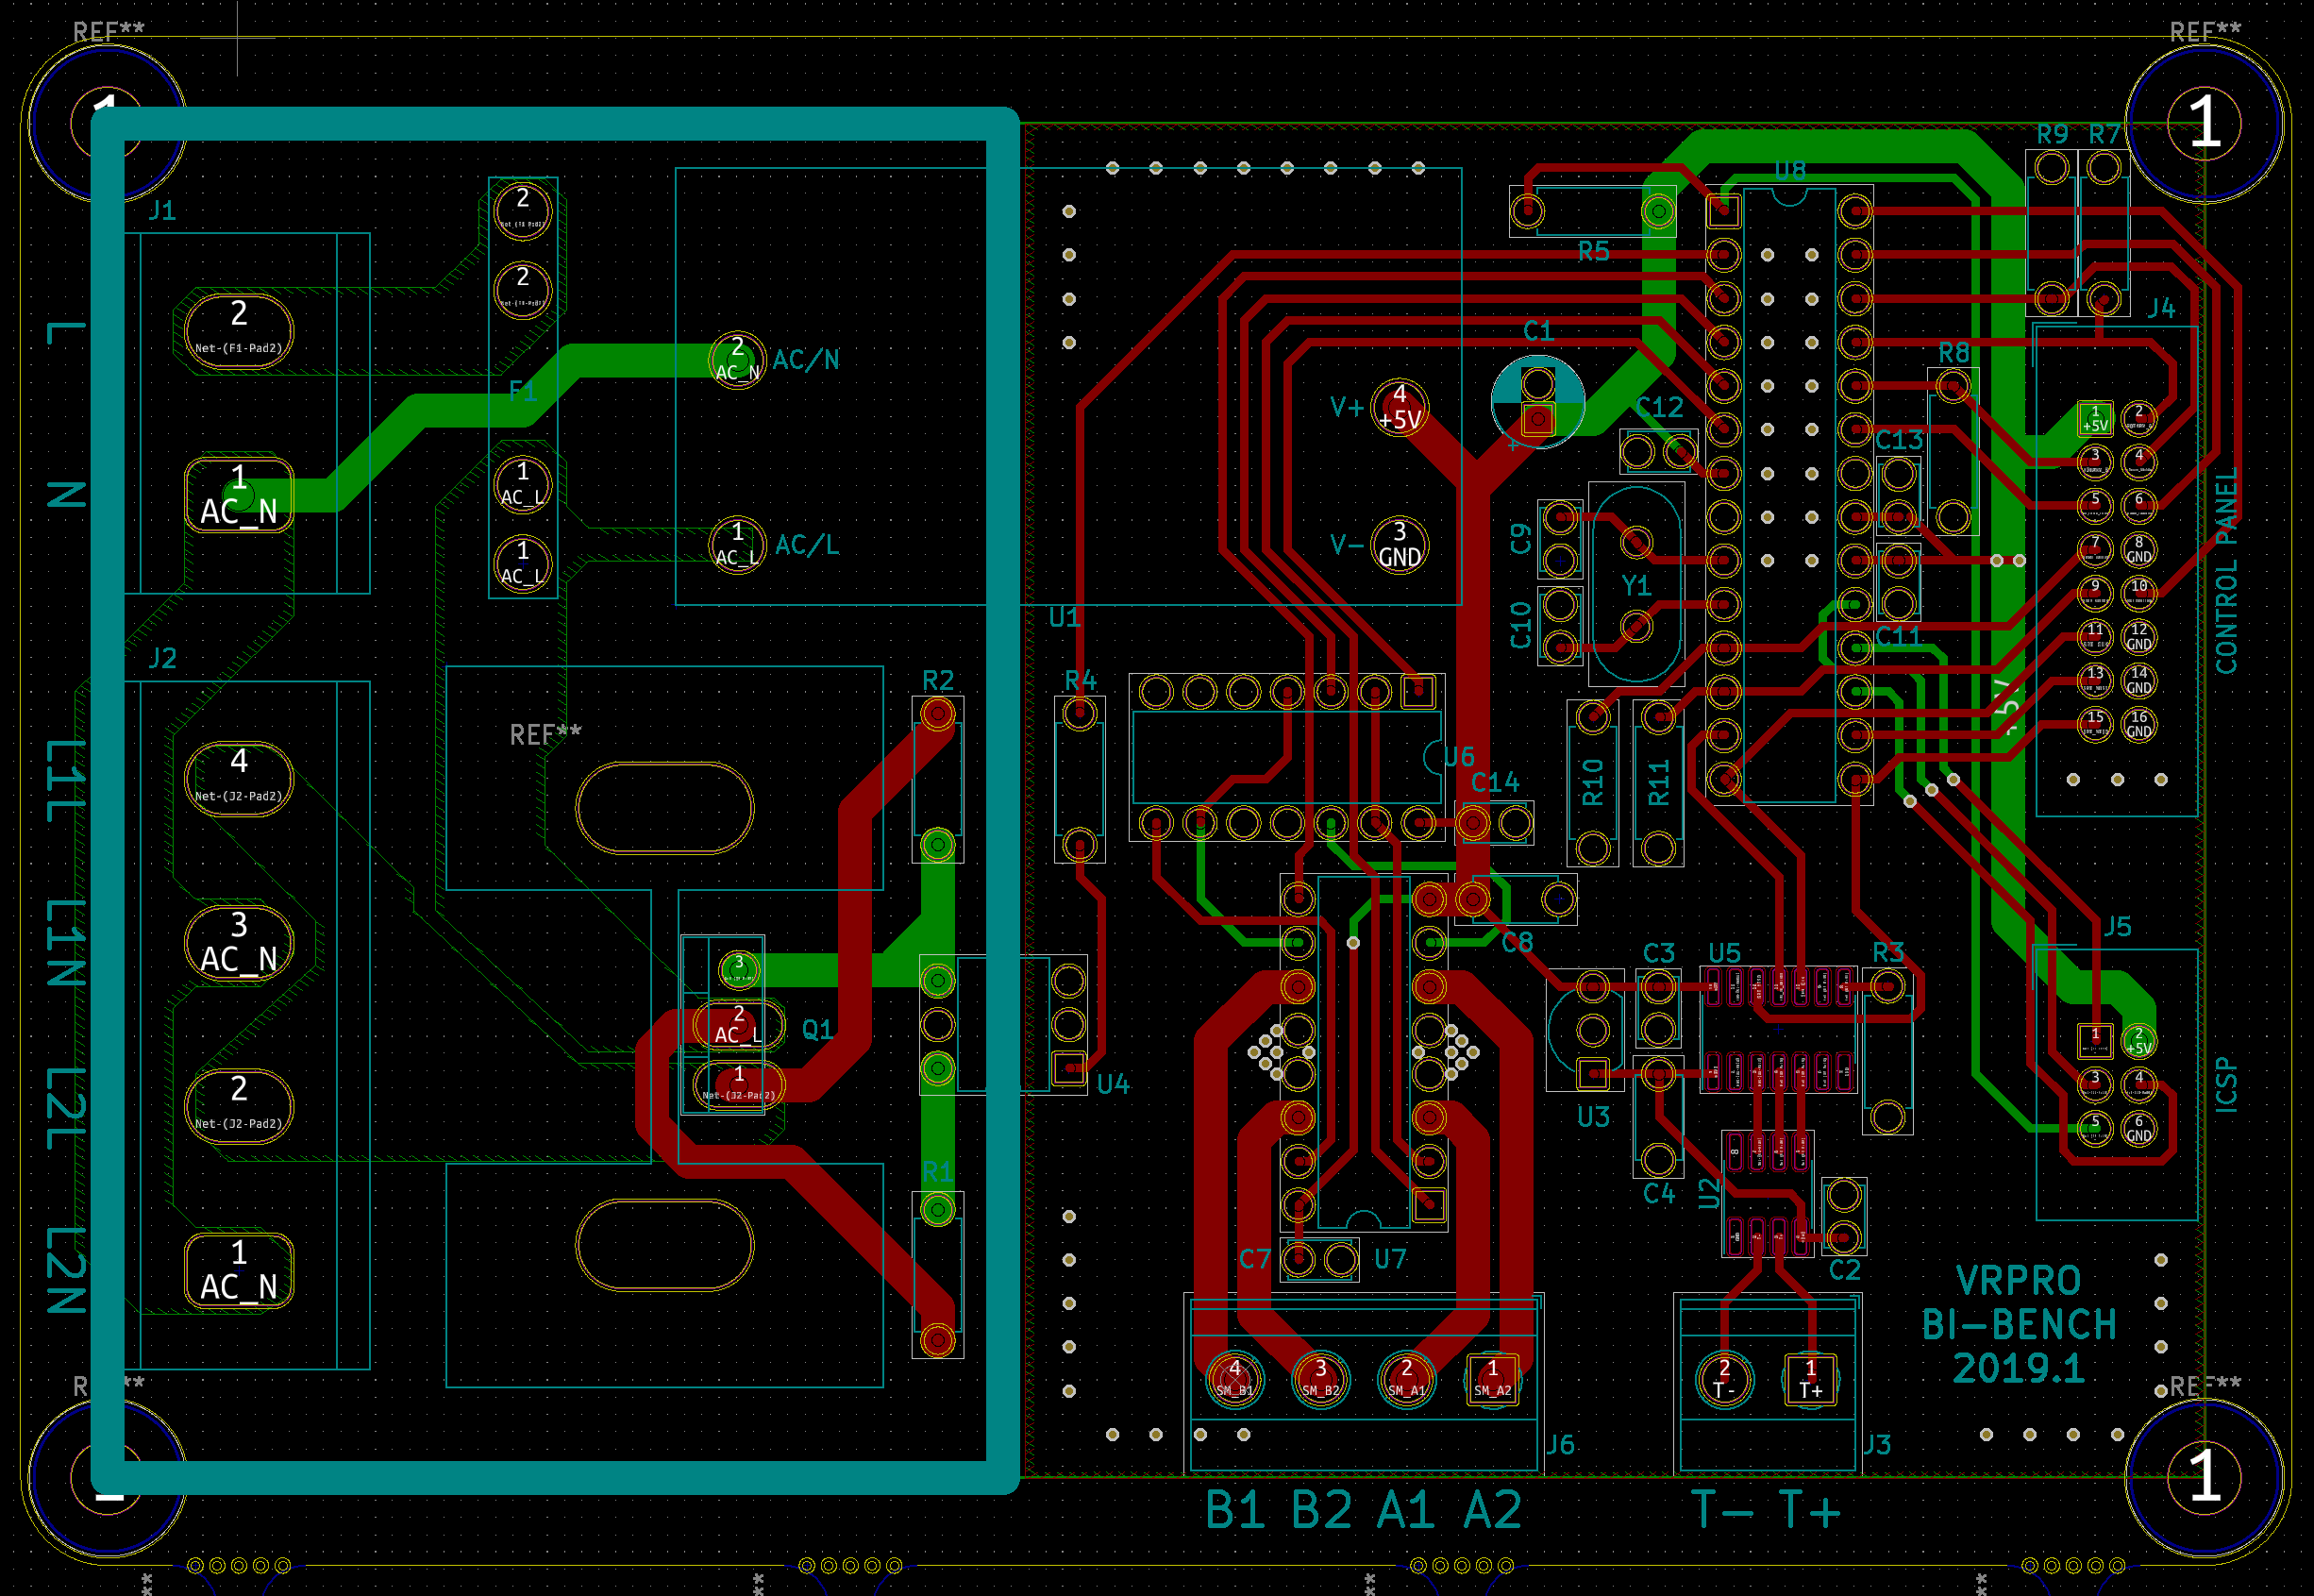 REF**
REF**
1
1
R9
R7
U8
J1
2
2
R5
L
2
Net-(F1-Pad2)
J4
C1
2
AC_N
AC/N
R8
F1
4
+5V
V+
C12
1
+5V
2
C13
3
4
N
1
AC_N
1
AC_L
5
6
CONTROL PANEL
1
AC_L
AC/L
3
GND
V-
C9
7
8
GND
1
AC_L
Y1
9
10
U1
C10
C11
11
12
GND
J2
R2
R4
13
14
GND
REF**
+5V
15
16
GND
L1L
4
Net-(J2-Pad2)
U6
C14
R10
R11
L1N
3
AC_N
C8
C3
U5
R3
J5
3
2
AC_L
Q1
1
2
+5V
L2L
2
Net-(J2-Pad2)
1
Net-(J2-Pad2)
U4
U3
3
4
ICSP
5
6
GND
R1
C4
U2
L2N
1
AC_N
C7
U7
C2
VRPRO
BI-BENCH
2019.1
REF**
4
SM_B1
3
SM_B2
2
SM_A1
1
SM_A2
2
T-
1
T+
REF**
J6
J3
1
1
B1 B2 A1 A2
T- T+
**
**
**
**